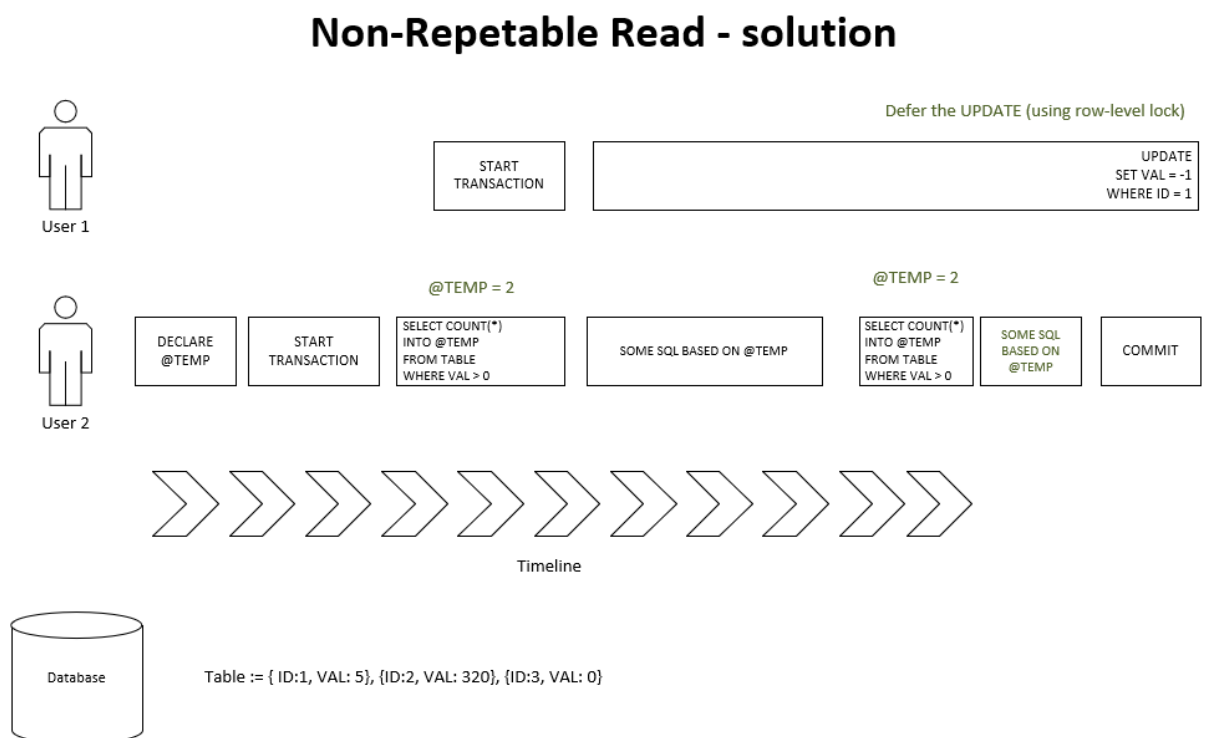 Non-Repetable Read - solution
Defer the UPDATE (using row-level lock)
START
TRANSACTION
UPDATE
SET VAL = -1
WHERE ID = 1
User 1
@TEMP = 2
@TEMP = 2
DECLARE
@TEMP
START
TRANSACTION
SELECT COUNT(*)
INTO @TEMP
FROM TABLE
WHERE VAL > 0
SOME SQL BASED ON @TEMP
SELECT COUNT(*)
INTO @TEMP
FROM TABLE
WHERE VAL > 0
SOME SQL
BASED ON
@TEMP
COMMIT
User 2
Timeline
Database
Table := { ID:1, VAL: 5}, {ID:2, VAL: 320}, {ID:3, VAL: 0}